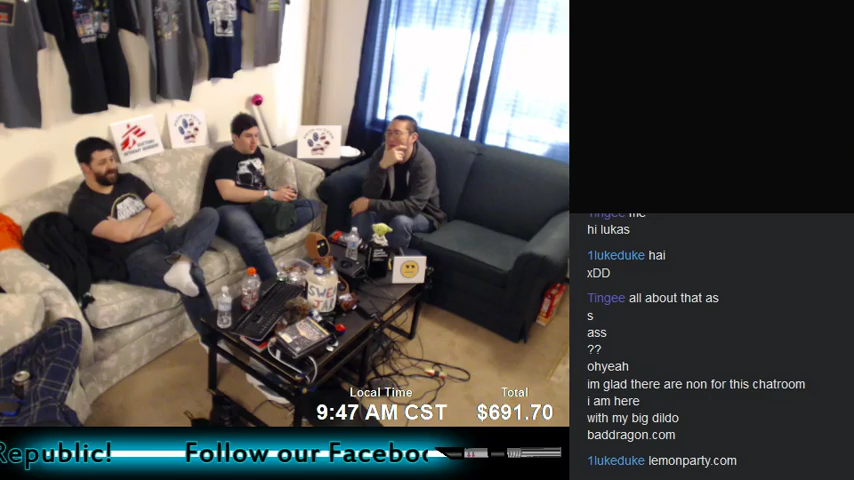 SWEAR
JAR
Local Time
Total
9:47 AM CST
$691.70
Republic!
Follow our Faceboo
Tingee me
hi lukas
1lukeduke hai
xDD
Tingee all about that as
s
ass
??
ohyeah
im glad there are non for this chatroom
i am here
with my big dildo
baddragon.com
1lukeduke lemonparty.com